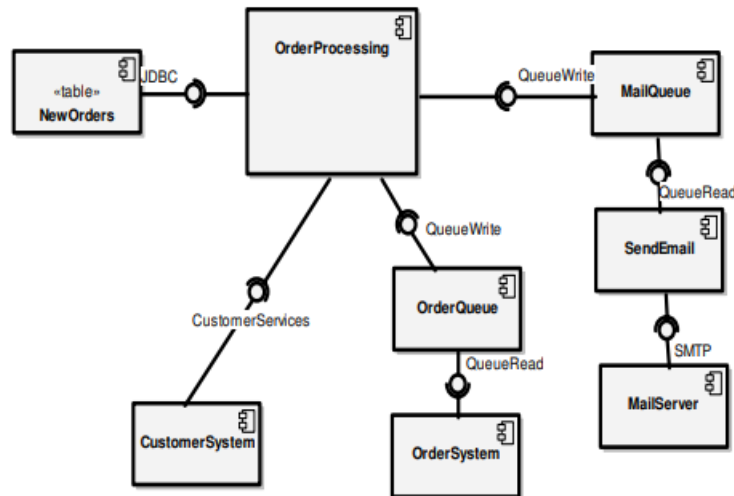 OrderProcessing
JDBC
«table»
NewOrders
QueueWrite
MailQueue
QueueRead
QueueWrite
SendEmail
OrderQueue
CustomerServices
SMTP
QueueRead
MailServer
CustomerSystem
OrderSystem